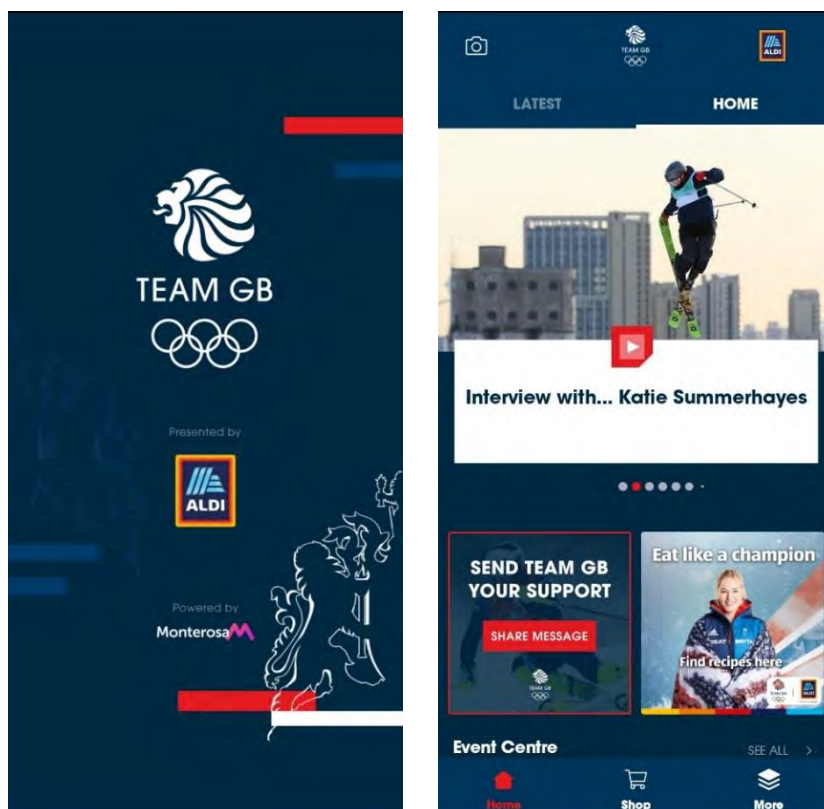 TEAM GB
Presented by
ALDI
Powered by
Monterosa
TEAM GB
ALDI
LATEST
HOME
Interview with... Katie Summerhayes
SEND TEAM GB
YOUR SUPPORT
SHARE MESSAGE
TEAM GB
Eat like a champion
Find recipes here
Event Centre
SEE ALL >
Home
Shop
More